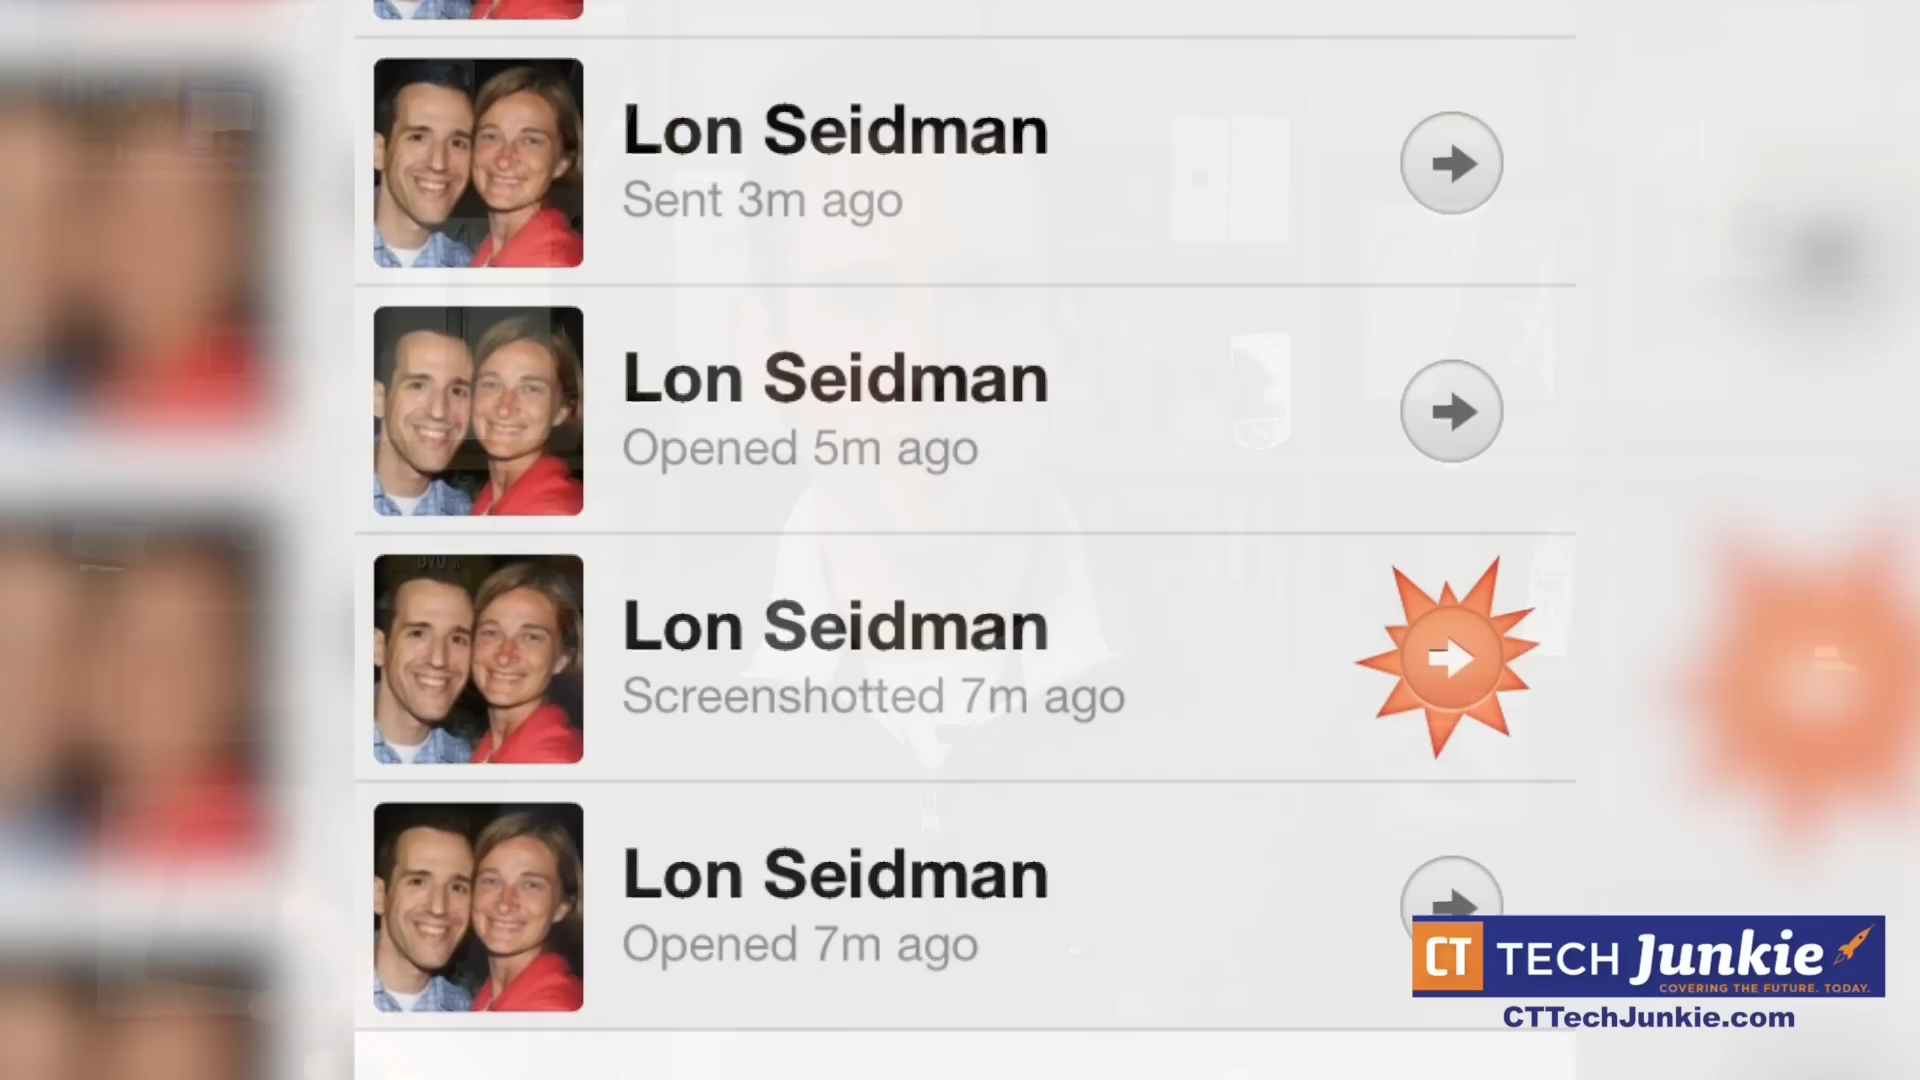 Lon Seidman
Sent 3m ago
Lon Seidman
Opened 5m ago
Lon Seidman
Screenshotted 7m ago
Lon Seidman
Opened 7m ago
CT TECH Junkie
COVERING THE FUTURE. TODAY.
CTTechJunkie.com